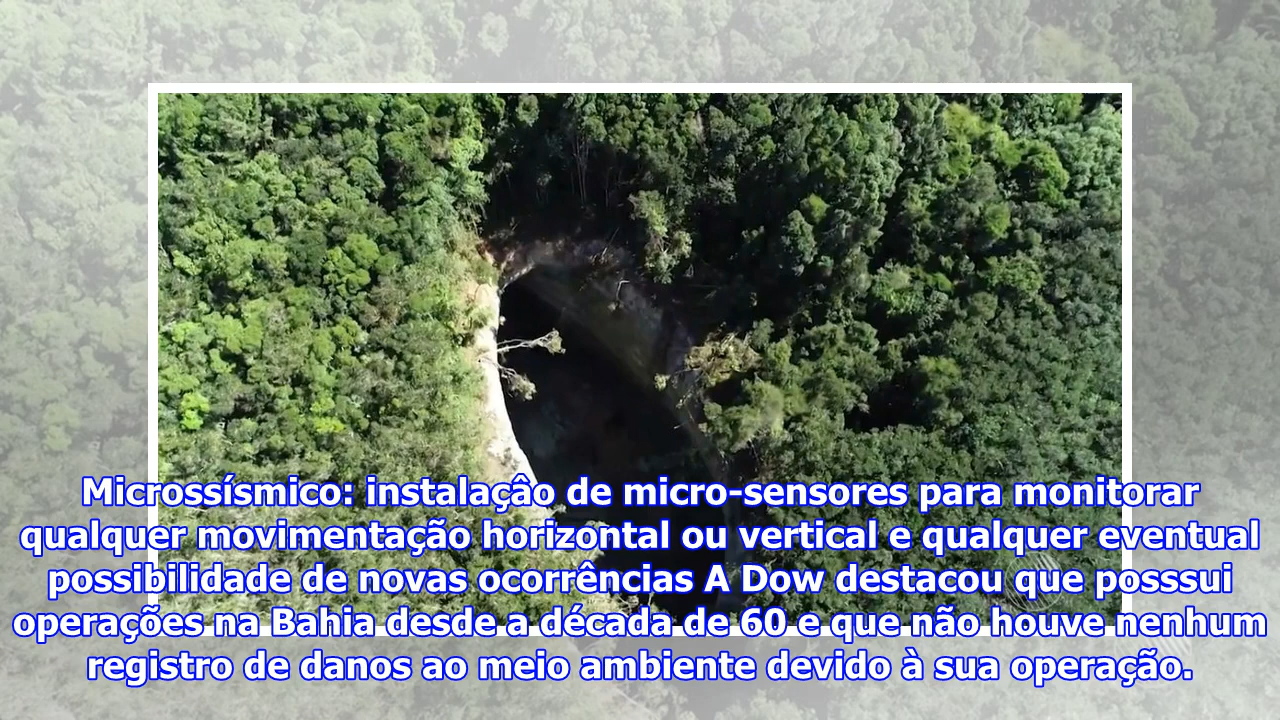 Microssísmico: instalaçâo de micro-sensores para monitorar
qualquer movimentação horizontal ou vertical e qualquer eventual
possibilidade de novas ocorrências A Dow destacou que posssui
operações na Bahia desde a década de 60 e que não houve nenhum
registro de danos ao meio ambiente devido à sua operação.